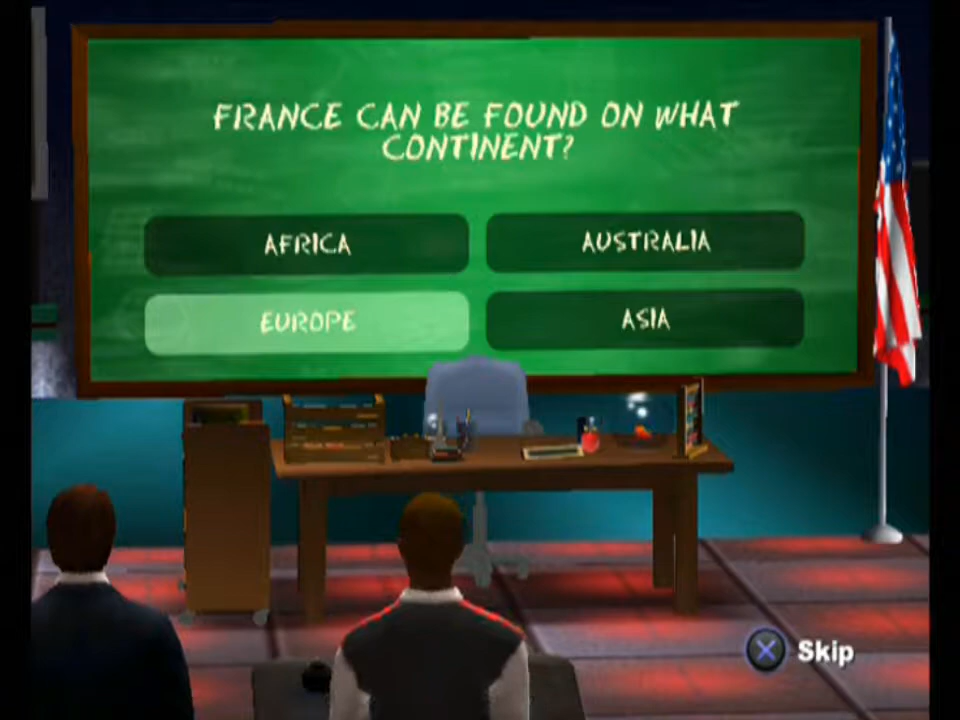 FRANCE CAN BE FOUND ON WHAT
CONTINENT?
AFRICA
AUSTRALIA
EUROPE
ASIA
Skip